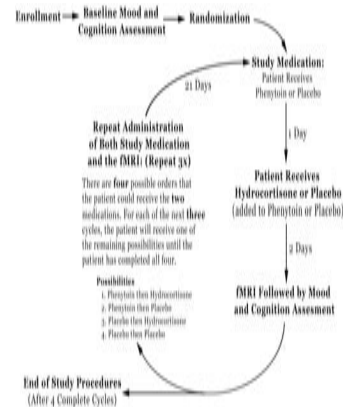 Enrollment
Baseline Mood and
Cognition Assessment
Randomization
Study Medication:
Patient Receives
Phenytoin or Placebo
21 Days
1 Day
Repeat Administration
of Both Study Medication
and the fMRI: (Repeat 3x)
There are four possible orders that
the patient could receive the two
medications. For each of the next three
cycles, the patient will receive one of
the remaining possibilities until the
patient has completed all four.
Possibilities
1. Phenytoin then Hydrocortisone
2. Phenytoin then Placebo
3. Placebo then Hydrocortisone
4. Placebo then Placebo
Patient Receives
Hydrocortisone or Placebo
(added to Phenytoin or Placebo)
2 Days
fMRI Followed by Mood
and Cognition Assesment
End of Study Procedures
(After 4 Complete Cycles)